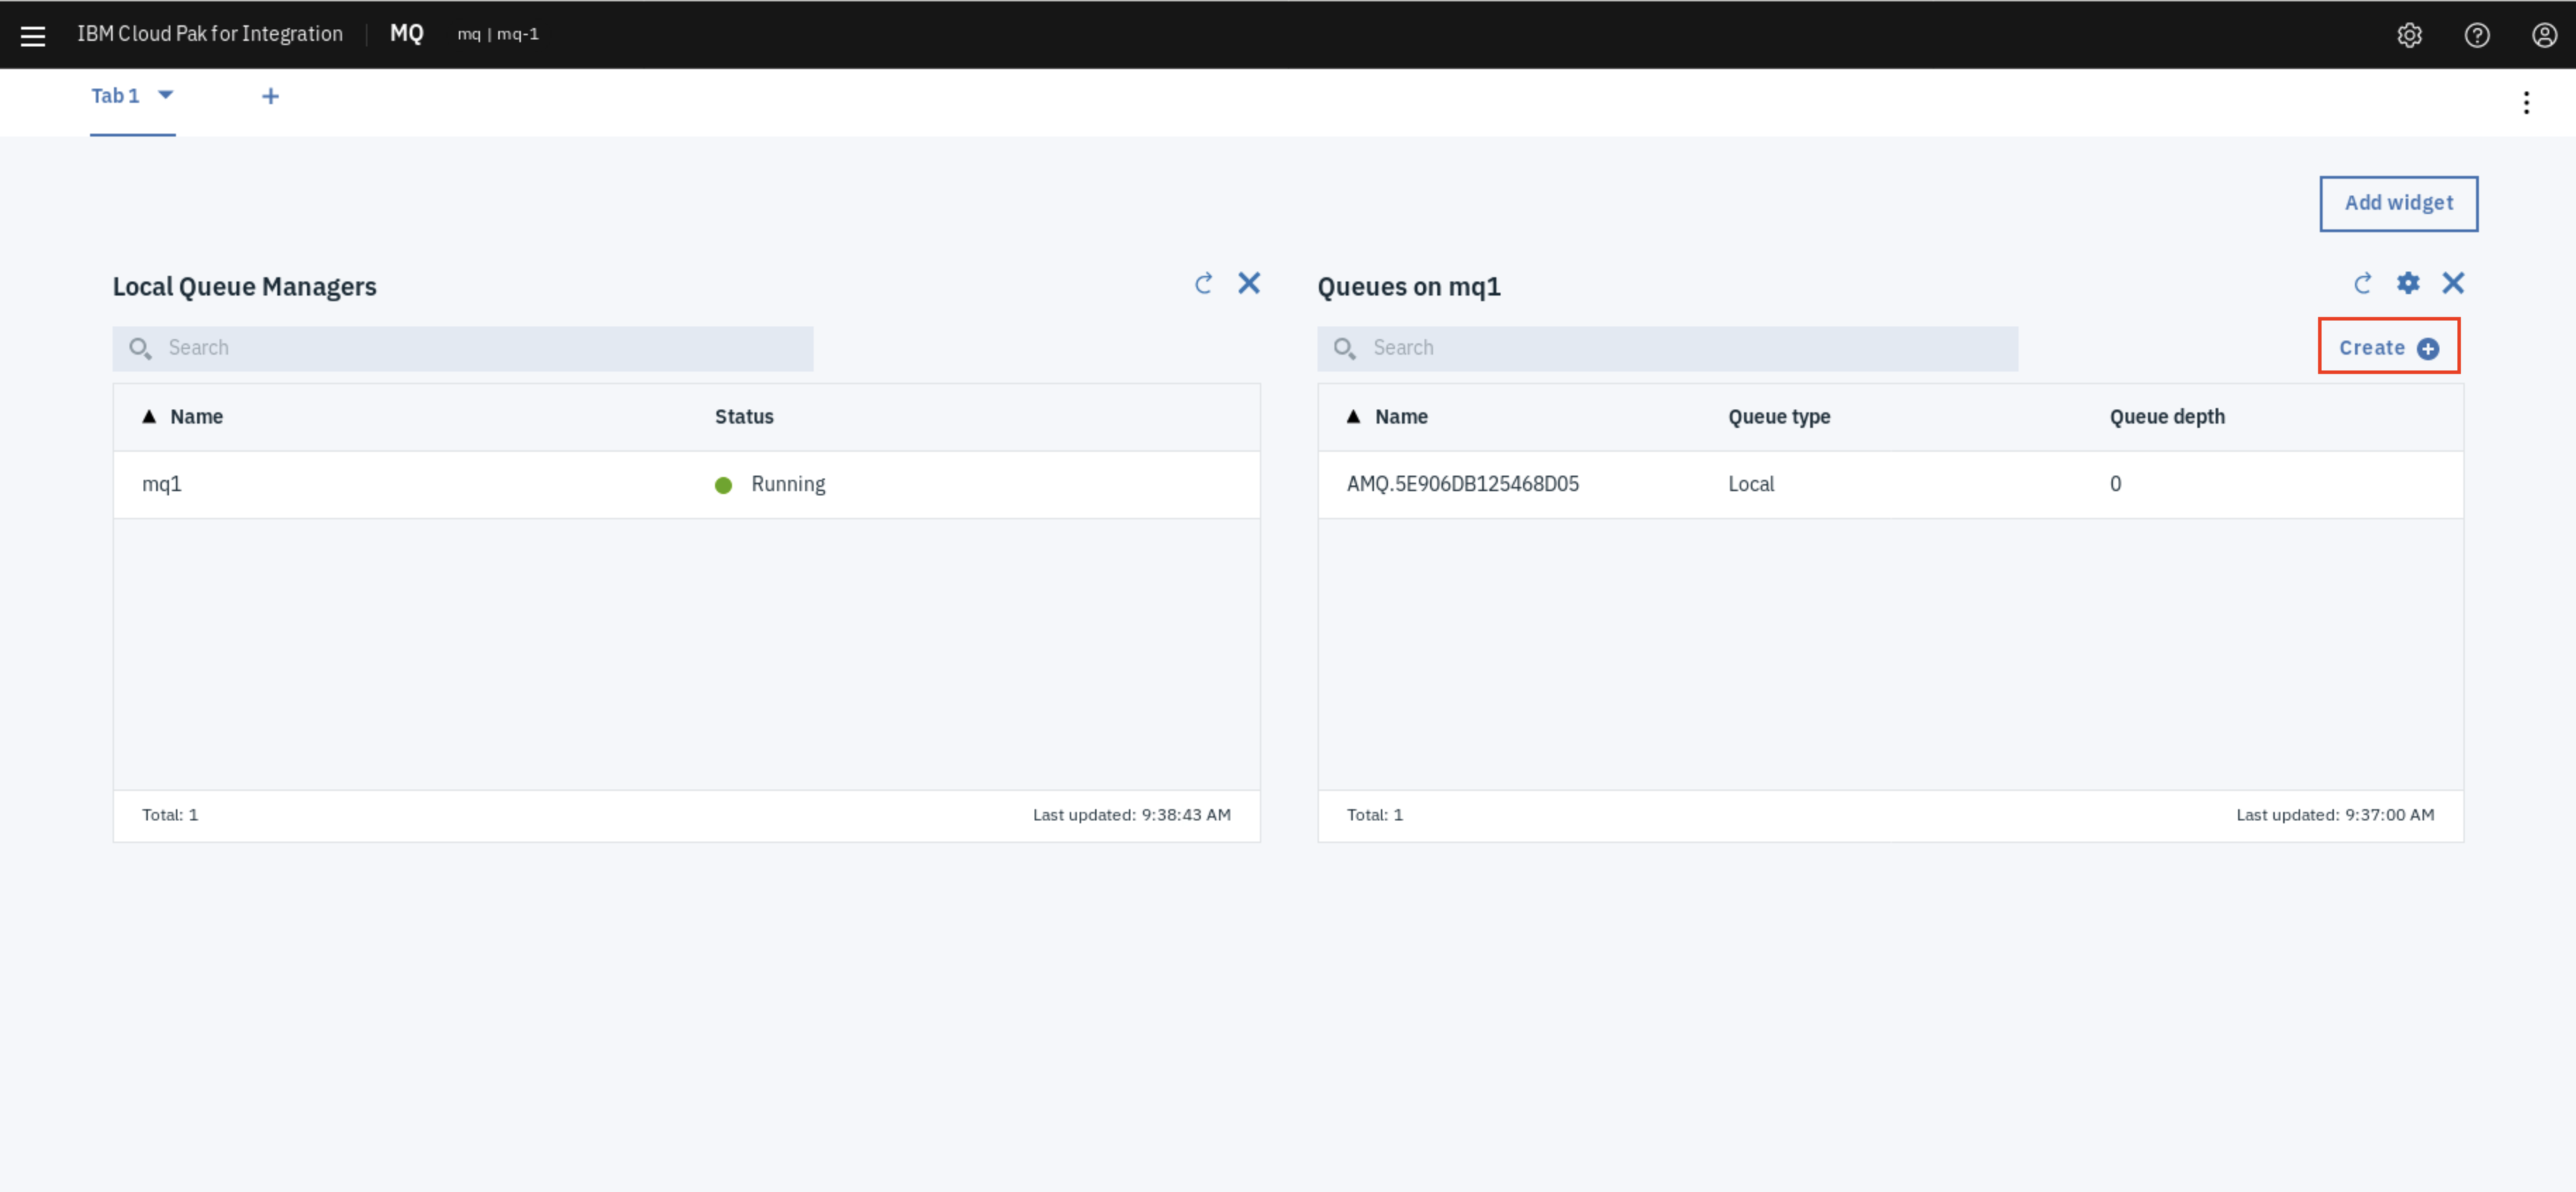 IBM Cloud Pak for Integration | MQ mq | mq-1
Tab 1
Add widget
Local Queue Managers
Search
Name Status
mq1 Running
Total: 1 Last updated: 9:38:43 AM
Queues on mq1
Search Create
Name Queue type Queue depth
AMQ.5E906DB125468D05 Local 0
Total: 1 Last updated: 9:37:00 AM